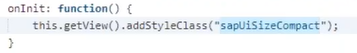 onInit: function() {
this.getView().addStyleClass("sapUiSizeCompact");
}